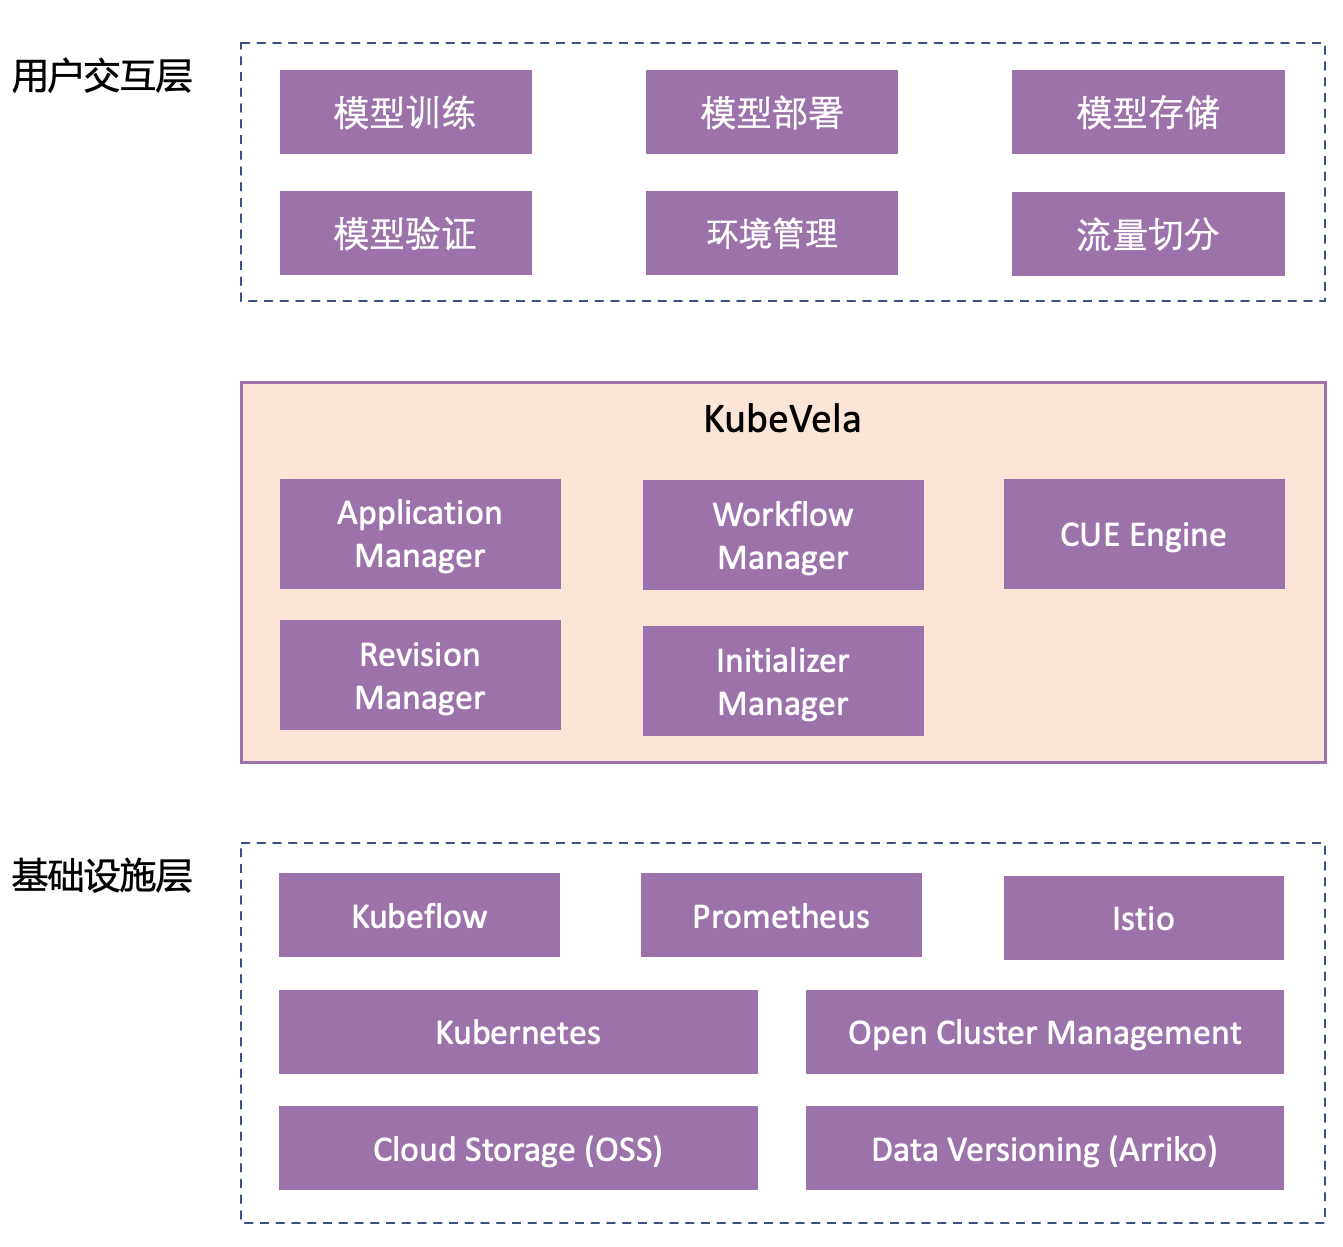 用户交互层
模型训练
模型部署
模型存储
模型验证
环境管理
流量切分
KubeVela
Application
Manager
Workflow
Manager
CUE Engine
Revision
Manager
Initializer
Manager
基础设施层
Kubeflow
Prometheus
Istio
Kubernetes
Open Cluster Management
Cloud Storage (OSS)
Data Versioning (Arriko)